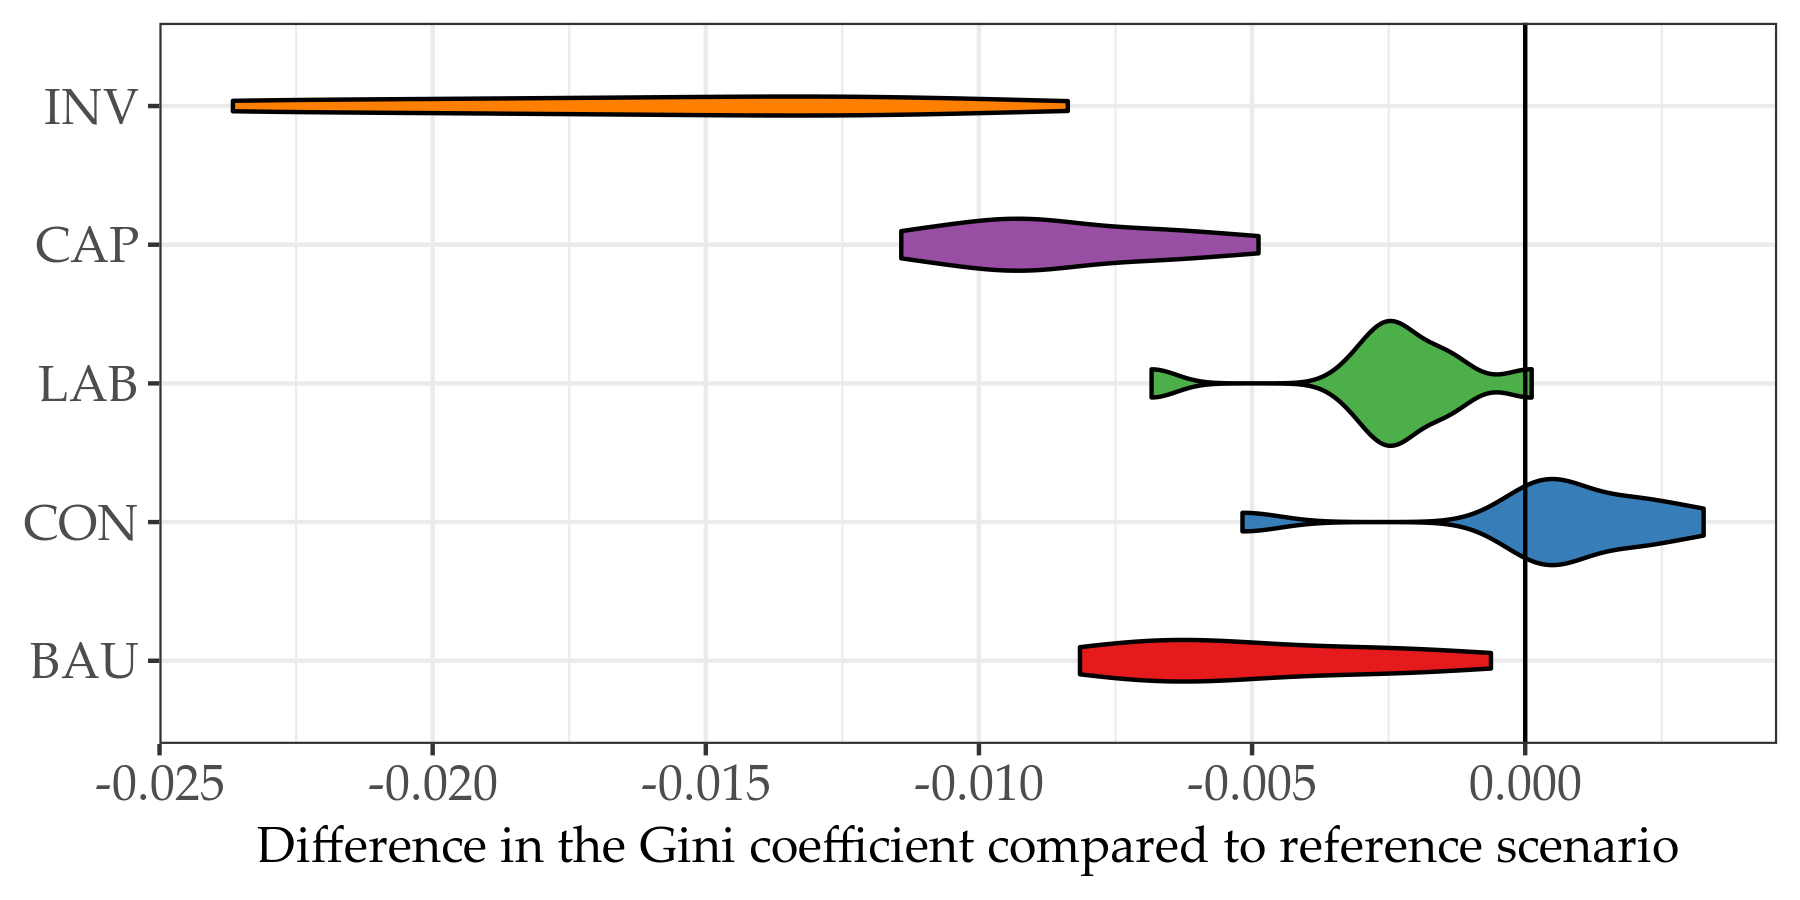 INV
CAP
LAB
CON
BAU
-0.025 -0.020 -0.015 -0.010 -0.005 0.000
Difference in the Gini coefficient compared to reference scenario